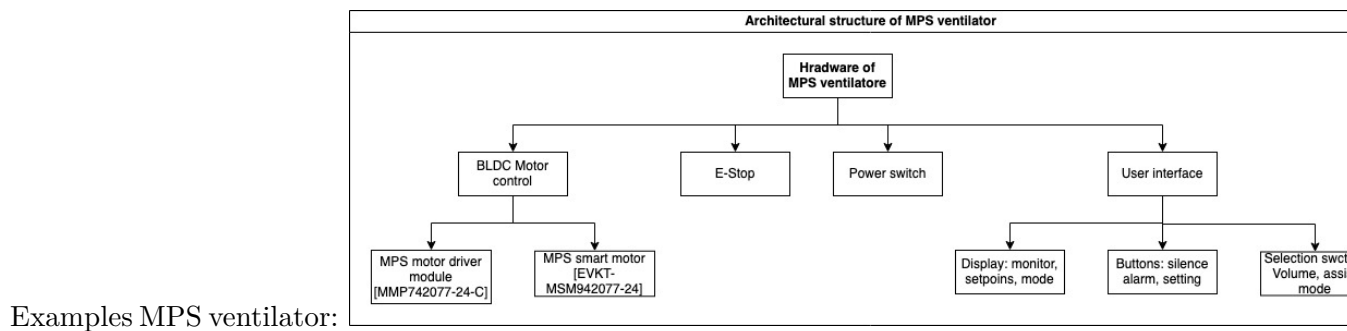 Architectural structure of MPS ventilator
Hradware of
MPS ventilatore
BLDC Motor
control
E-Stop
Power switch
User interface
MPS motor driver
module
[MMP742077-24-C]
MPS smart motor
[EVKT-
MSM942077-24]
Display: monitor,
setpoins, mode
Buttons: silence
alarm, setting
Selection swct
Volume, assi
mode
Examples MPS ventilator: